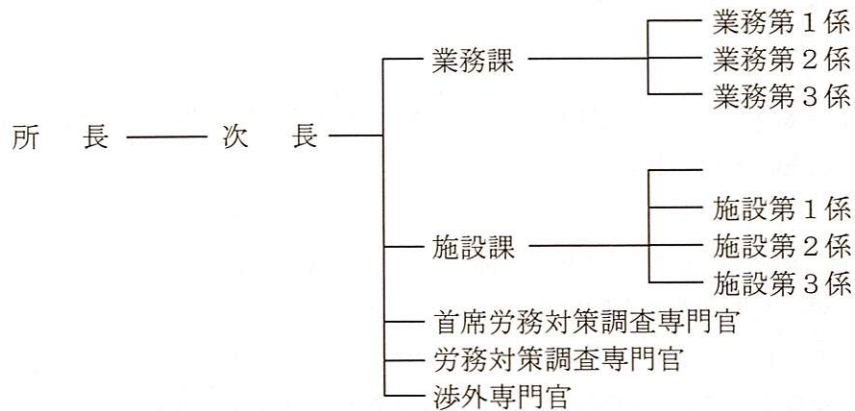 業務第1係
業務課
業務第2係
業務第3係
所長
次長
施設第1係
施設課
施設第2係
施設第3係
首席労務対策調査専門官
労務対策調査専門官
渉外専門官